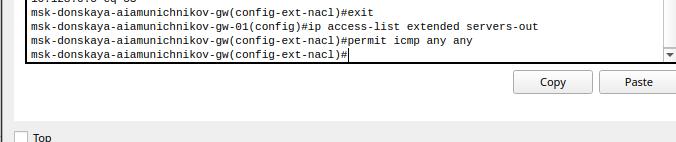 msk-donskaya-aiamunichnikov-gw(config-ext-nacl)#exit
msk-donskaya-aiamunichnikov-gw-01(config)#ip access-list extended servers-out
msk-donskaya-aiamunichnikov-gw(config-ext-nacl)#permit icmp any any
msk-donskaya-aiamunichnikov-gw(config-ext-nacl)#
Copy
Paste
Top